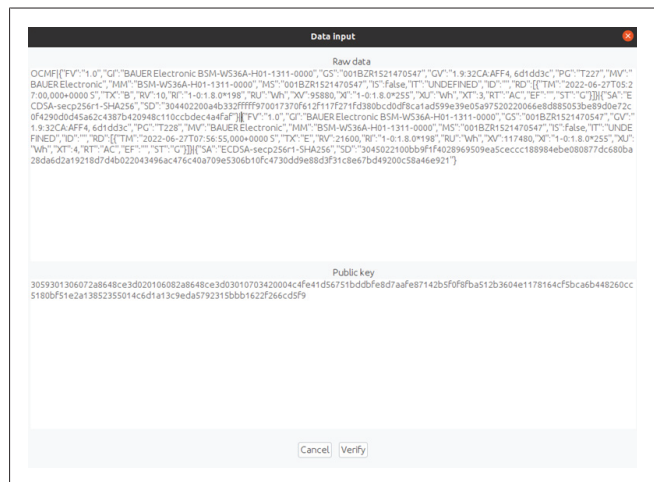 Data input
Raw data
OCMF|{"FV":"1.0","GI":"BAUER Electronic BSM-WS36A-H01-1311-0000","GS":"001BZR1521470547","GV":"1.9:32CA:AFF4, 6d1dd3c","PG":"T227","MV":"
BAUER Electronic","MM":"BSM-WS36A-H01-1311-0000","MS":"001BZR1521470547","IS":false,"IT":"UNDEFINED","ID":"","RD":[{"TM":"2022-06-27T05:2
7:00,000+0000 S","TX":"B","RV":10,"RI":"1-0:1.8.0*198","RU":"Wh","XV":95880,"XI":"1-0:1.8.0*255","XU":"Wh","XT":3,"RT":"AC","EF":"","ST":"G"}]}|{"SA":"E
CDSA-secp256r1-SHA256","SD":"304402200a4b332fffff970017370f612f117f271fd380bcd0df8ca1ad599e39e05a97520220066e8d885053be89d0e72c
0f4290d0d45a62c4387b420948c110ccbdec4a4faf"}|{"FV":"1.0","GI":"BAUER Electronic BSM-WS36A-H01-1311-0000","GS":"001BZR1521470547","GV":"
1.9:32CA:AFF4, 6d1dd3c","PG":"T228","MV":"BAUER Electronic","MM":"BSM-WS36A-H01-1311-0000","MS":"001BZR1521470547","IS":false,"IT":"UNDE
FINED","ID":"","RD":[{"TM":"2022-06-27T07:56:55,000+0000 S","TX":"E","RV":21600,"RI":"1-0:1.8.0*198","RU":"Wh","XV":117480,"XI":"1-0:1.8.0*255","XU":
"Wh","XT":4,"RT":"AC","EF":"","ST":"G"}]}|{"SA":"ECDSA-secp256r1-SHA256","SD":"3045022100bb9f1f4028969509ea5ceccc188984ebe080877dc680ba
28da6d2a19218d7d4b022043496ac476c40a709e5306b10fc4730dd9e88d3f31c8e67bd49200c58a46e921"}
Public key
3059301306072a8648ce3d020106082a8648ce3d03010703420004c4fe41d56751bddbfe8d7aafe87142b5f0f8fba512b3604e1178164cf5bca6b448260cc
5180bf51e2a13852355014c6d1a13c9eda5792315bbb1622f266cd5f9
Cancel
Verify